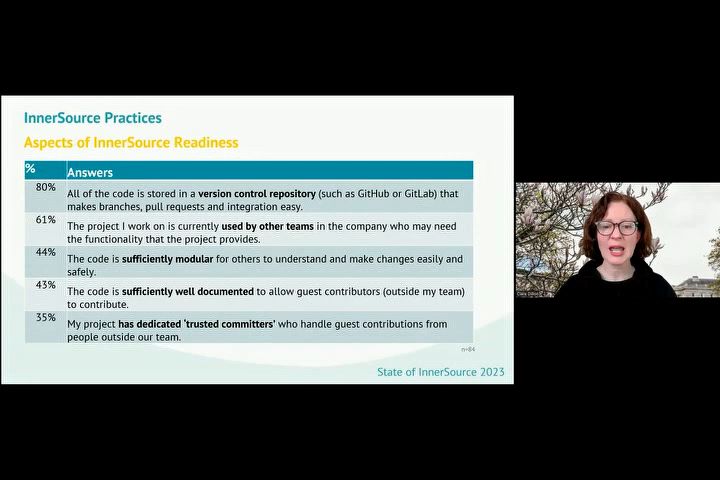 InnerSource Practices
Aspects of InnerSource Readiness
% Answers
80% All of the code is stored in a version control repository (such as GitHub or GitLab) that
makes branches, pull requests and integration easy.
61% The project I work on is currently used by other teams in the company who may need
the functionality that the project provides.
44% The code is sufficiently modular for others to understand and make changes easily and
safely.
43% The code is sufficiently well documented to allow guest contributors (outside my team)
to contribute.
35% My project has dedicated ‘trusted committers’ who handle guest contributions from
people outside our team.
n=84
State of InnerSource 2023